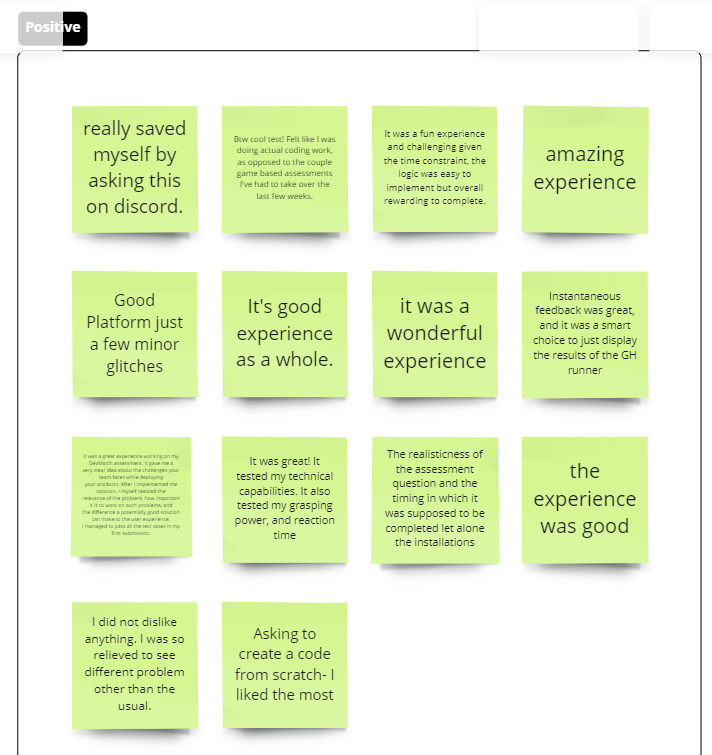 Positive
really saved
myself by
asking this
on discord.
Btw cool test! Felt like I was
doing actual coding work,
as opposed to the couple
game based assessments
I've had to take over the
last few weeks.
It was a fun experience
and challenging given
the time constraint, the
logic was easy to
implement but overall
rewarding to complete.
amazing
experience
Good
Platform just
a few minor
glitches
It's good
experience
as a whole.
it was a
wonderful
experience
Instantaneous
feedback was great,
and it was a smart
choice to just display
the results of the GH
runner
It was a great experience working on my
DevMatch assessment. It gave me a
very clear idea about the challenges your
team faces while deploying
your products. After I implemented the
solution, I myself realized the
relevance of the problem, how important
it is to work on such problems, and
the difference a potentially good solution
can make to the user experience.
I managed to pass all the test cases in my
first submission.
It was great! It
tested my technical
capabilities. It also
tested my grasping
power, and reaction
time
The realisticness of
the assessment
question and the
timing in which it
was supposed to be
completed let alone
the installations
the
experience
was good
I did not dislike
anything. I was so
relieved to see
different problem
other than the
usual.
Asking to
create a code
from scratch- I
liked the most